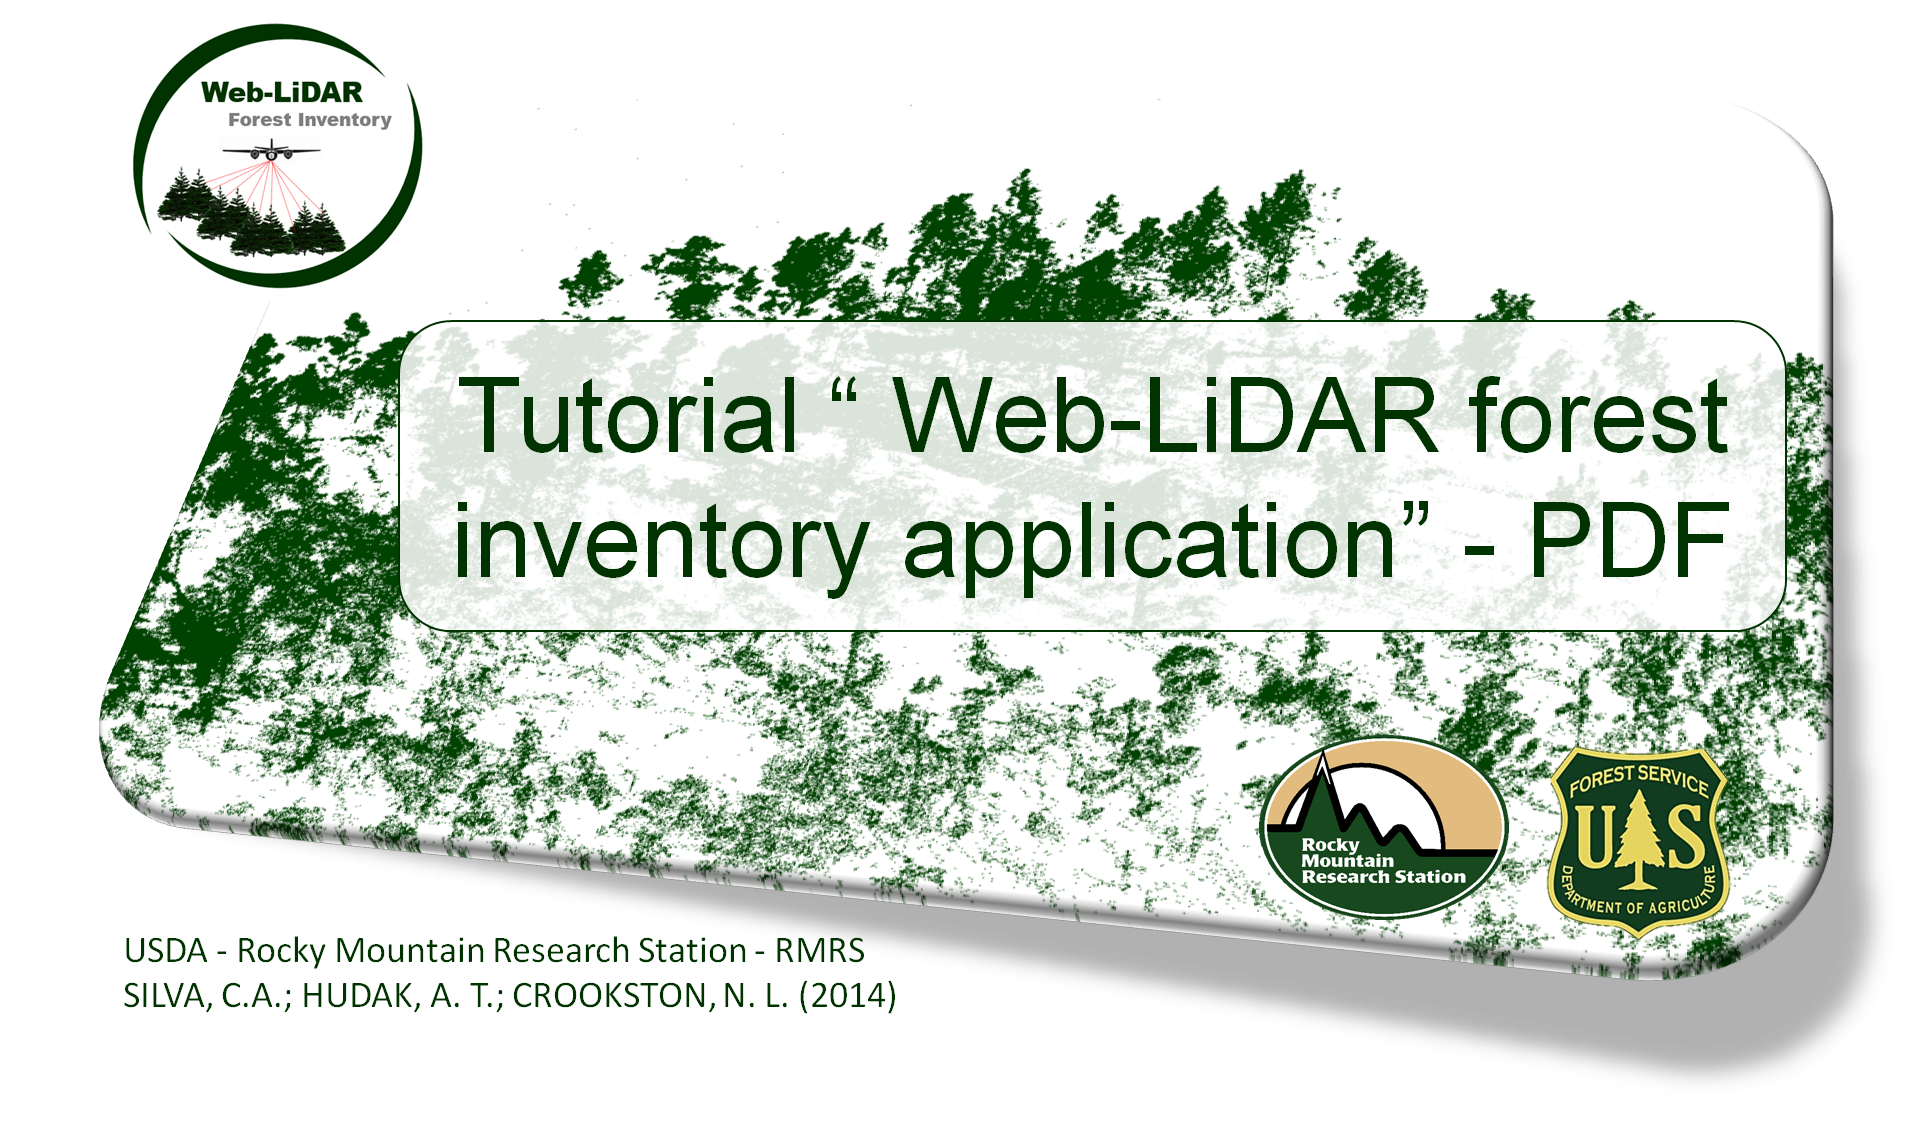 Web-LiDAR
Forest Inventory
Tutorial “ Web-LiDAR forest
inventory application” - PDF
Rocky
Mountain
Research Station
FOREST SERVICE
U S
DEPARTMENT OF AGRICULTURE
USDA - Rocky Mountain Research Station - RMRS
SILVA, C.A.; HUDAK, A. T.; CROOKSTON, N. L. (2014)